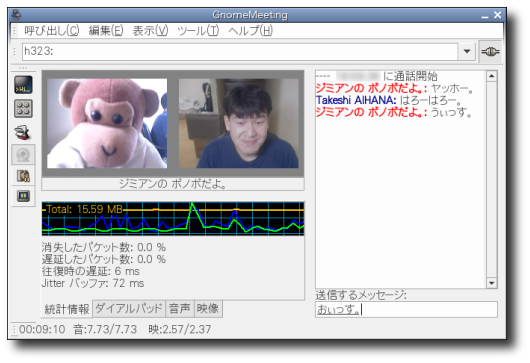 GnomeMeeting
呼び出し(C) 編集(E) 表示(V) ツール(T) ヘルプ(H)
h323:
ジミアンの ボノボだよ。
Total: 15.59 MB
消失したパケット数: 0.0 %
遅延したパケット数: 0.0 %
往復時の遅延: 6 ms
Jitter バッファ: 72 ms
統計情報 ダイアルパッド 音声 映像
---- に通話開始
ジミアンの ボノボだよ。: ヤッホー。
Takeshi AIHANA: はろーはろー。
ジミアンの ボノボだよ。: うぃっす。
送信するメッセージ:
おぃっす。
00:09:10 音:7.73/7.73 映:2.57/2.37